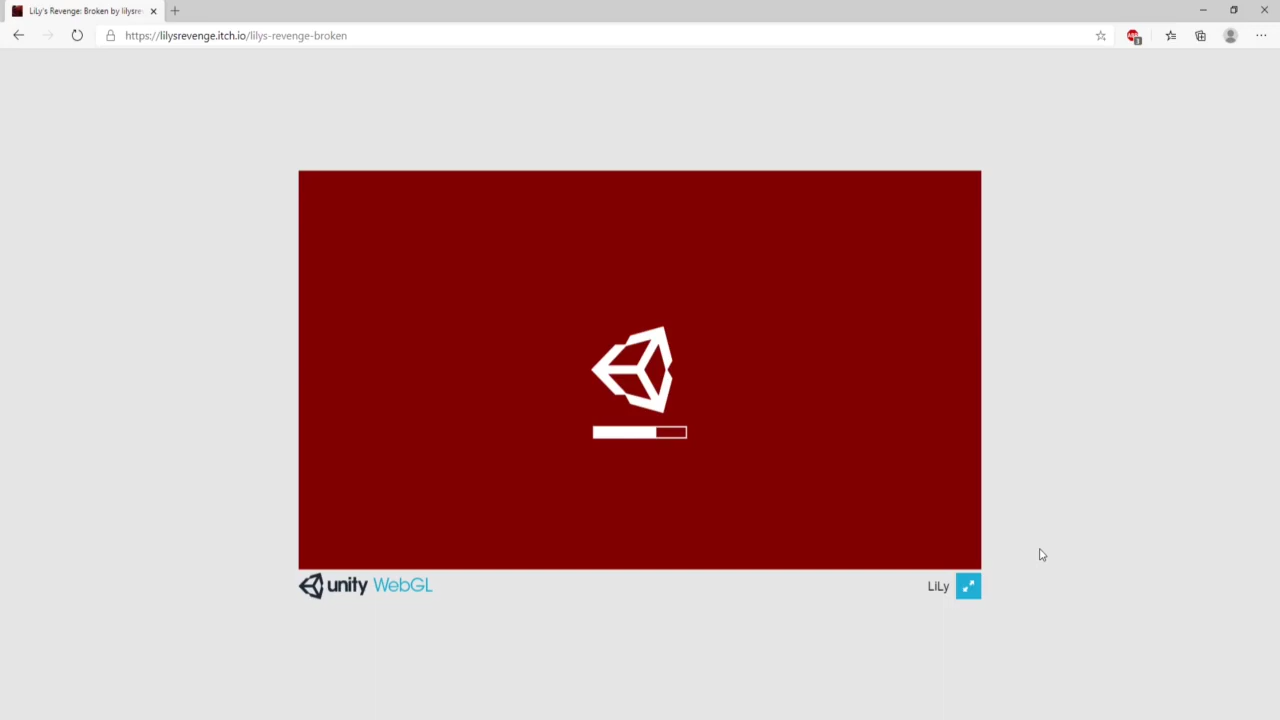 LiLy's Revenge: Broken by lilysre
https://lilysrevenge.itch.io/lilys-revenge-broken
unity WebGL
LiLy